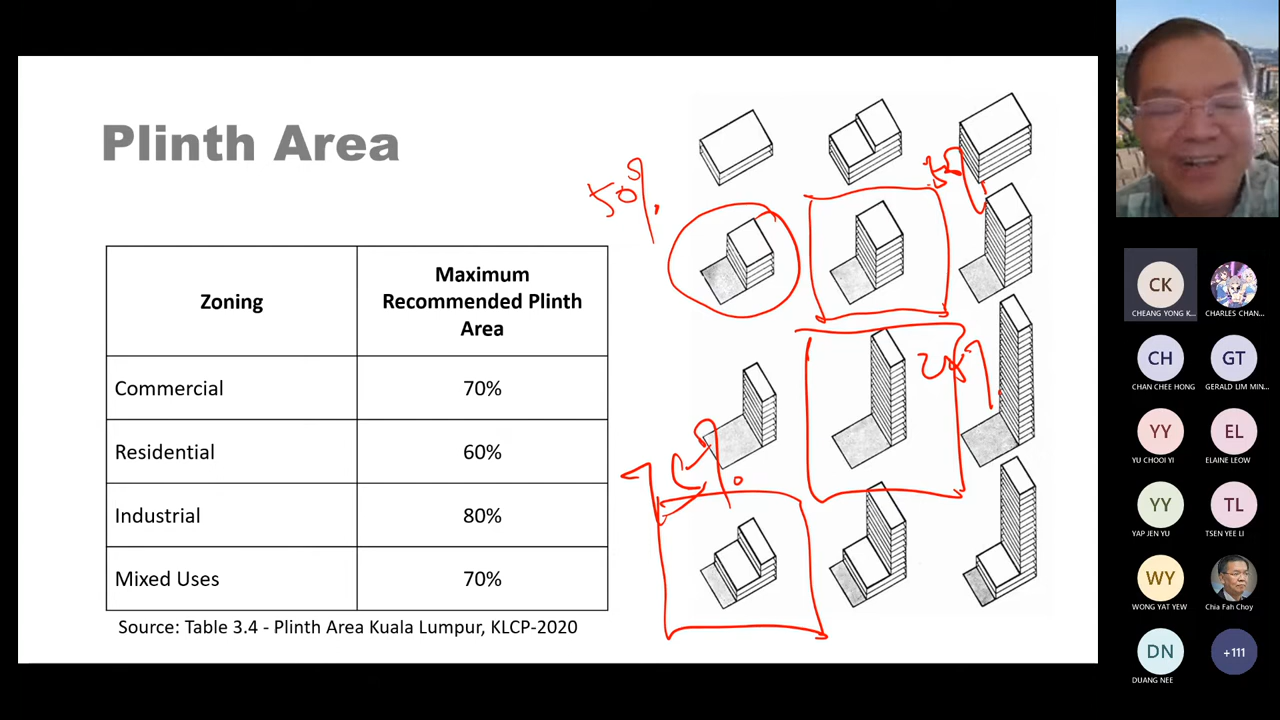 Plinth Area
Zoning
Maximum
Recommended Plinth
Area
Commercial
70%
Residential
60%
Industrial
80%
Mixed Uses
70%
Source: Table 3.4 - Plinth Area Kuala Lumpur, KLCP-2020
50%
CK
CHEANG YONG K...
CHARLES CHAN...
CH
CHAN CHEE HONG
GT
GERALD LIM MIN...
YY
YU CHOOI YI
EL
ELAINE LEOW
YY
YAP JEN YU
TL
TSEN YEE LI
WY
WONG YAT YEW
Chia Fah Choy
DN
DUANG NEE
+111